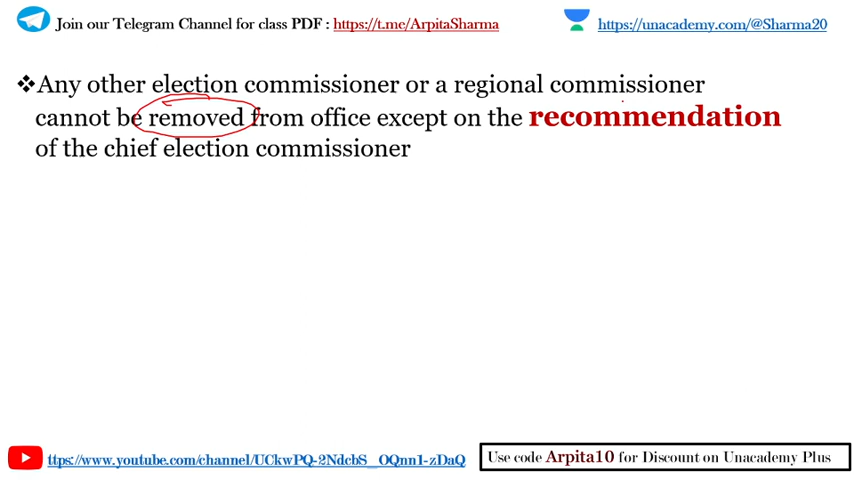 Join our Telegram Channel for class PDF : https://t.me/ArpitaSharma
https://unacademy.com/@Sharma20
❖Any other election commissioner or a regional commissioner
cannot be removed from office except on the recommendation
of the chief election commissioner
ttps://www.youtube.com/channel/UCkwPQ-2NdcbS_OQnn1-zDaQ
Use code Arpita10 for Discount on Unacademy Plus